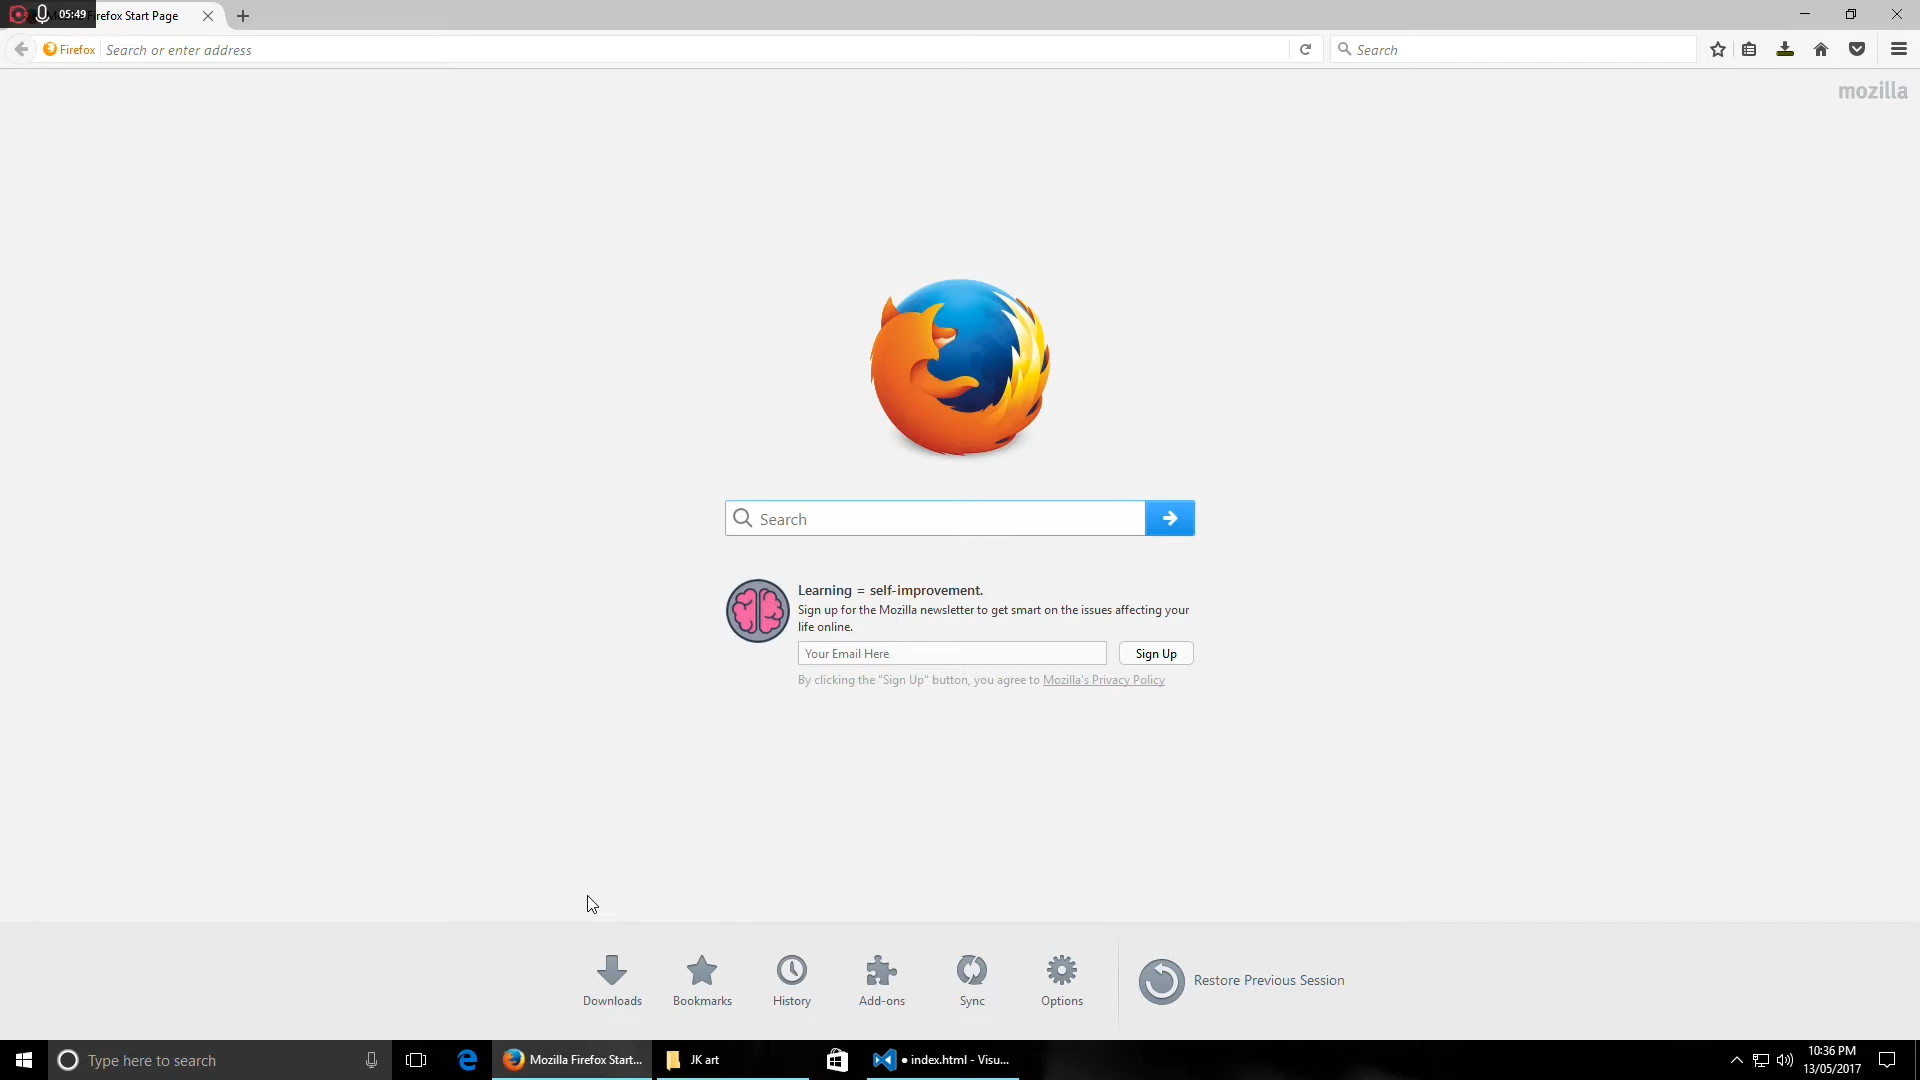 05:49
Firefox Start Page
Firefox
Search or enter address
Search
mozilla
Search
Learning = self-improvement.
Sign up for the Mozilla newsletter to get smart on the issues affecting your
life online.
Your Email Here
Sign Up
By clicking the "Sign Up" button, you agree to Mozilla's Privacy Policy
Downloads
Bookmarks
History
Add-ons
Sync
Options
Restore Previous Session
Type here to search
Mozilla Firefox Start...
JK art
• index.html - Visu...
10:36 PM
13/05/2017